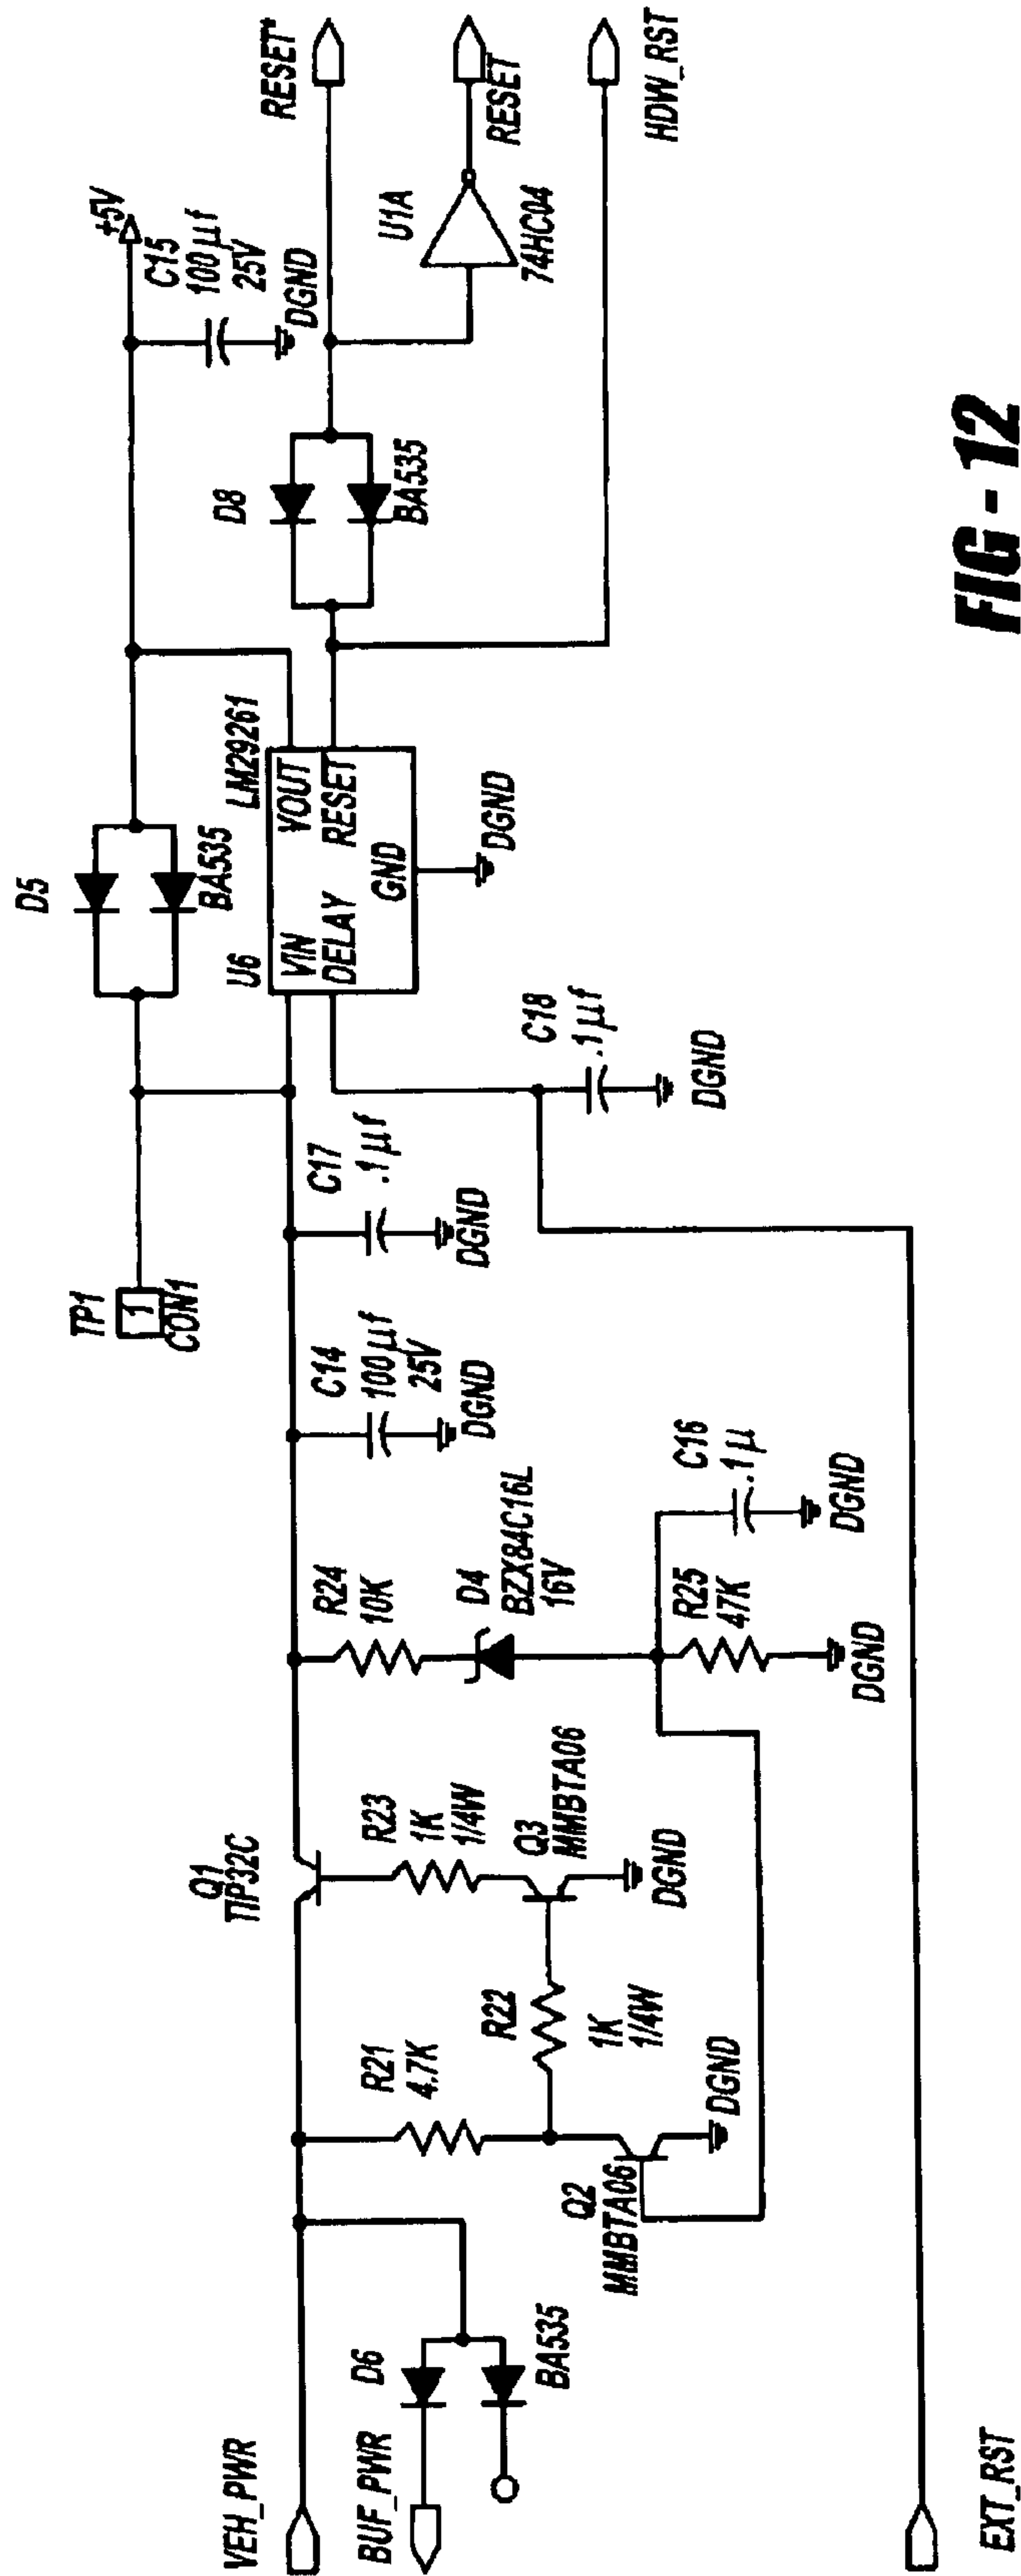 VEH_PWR
BUF_PWR
D6
BA535
EXT_RST
R21
4.7K
Q2
MMBTA06
DGND
R22
1K
1/4W
Q1
TIP32C
R23
1K
1/4W
Q3
MMBTA06
DGND
R24
10K
D4
BZX84C16L
16V
R25
47K
DGND
C16
.1µ
DGND
C14
100µf
25V
DGND
C17
.1µf
DGND
TP1
1
CON1
C18
.1µf
DGND
D5
BA535
U6
LM29261
VIN
VOUT
DELAY
RESET
GND
DGND
D8
BA535
+5V
C15
100µf
25V
DGND
U1A
74HC04
RESET*
RESET
HDW_RST
FIG - 12